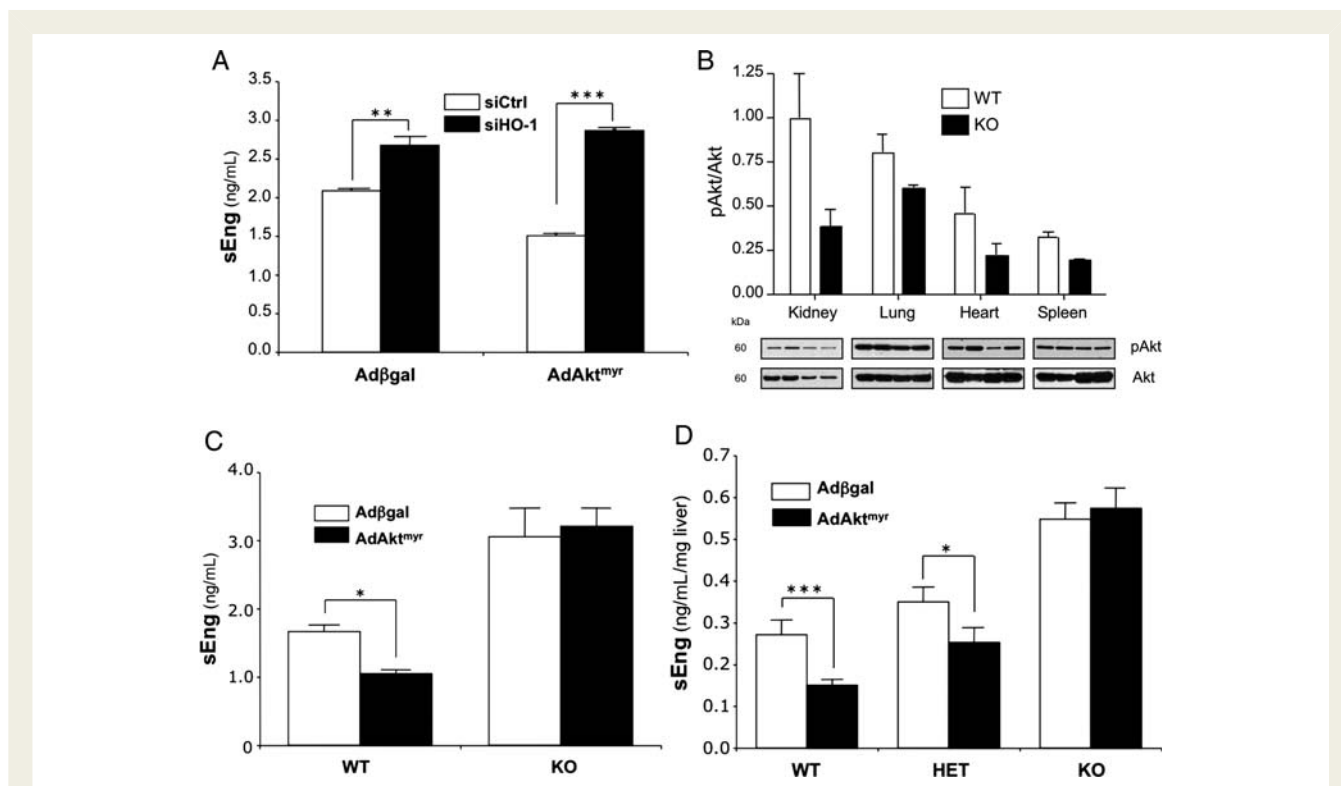 A
3.5
3.0
2.5
2.0
1.5
1.0
0.5
0.0
sEng (ng/mL)
siCtrl
siHO-1
**
***
Adβgal
AdAktmyr
B
1.25
1.00
0.75
0.50
0.25
0.00
pAkt/Akt
WT
KO
Kidney Lung Heart Spleen
kDa
60
pAkt
60
Akt
C
4.0
3.0
2.0
1.0
0
sEng (ng/mL)
Adβgal
AdAktmyr
*
WT
KO
D
0.7
0.6
0.5
0.4
0.3
0.2
0.1
0.0
sEng (ng/mL/mg liver)
Adβgal
AdAktmyr
***
*
WT
HET
KO